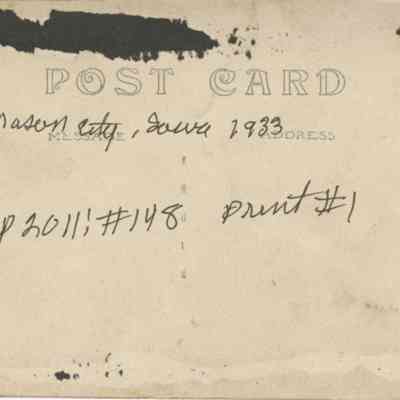 POST CARD
Mason City, Iowa 1933
MESSAGE ADDRESS
P2011: #148 Print #1